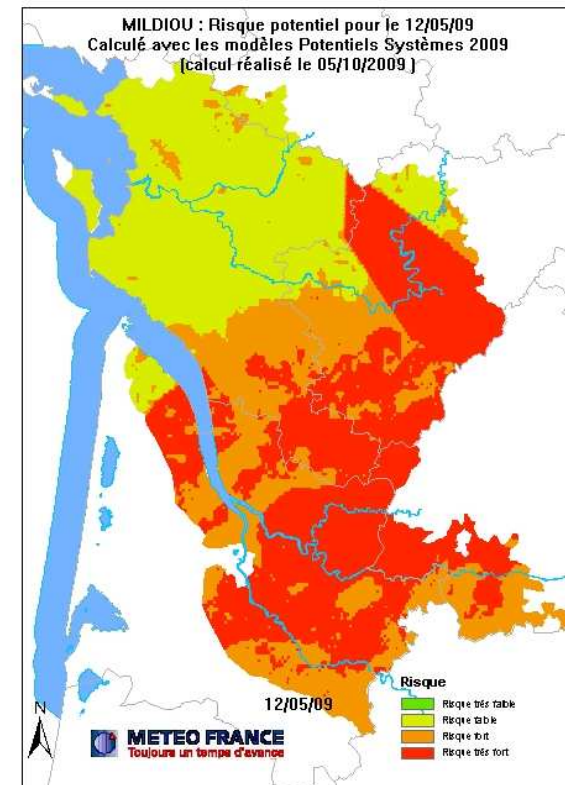 MILDIOU : Risque potentiel pour le 12/05/09
Calculé avec les modèles Potentiels Systèmes 2009
(calcul réalisé le 05/10/2009 )
12/05/09
N
METEO FRANCE
Toujours un temps d'avance
Risque
Risque très faible
Risque faible
Risque fort
Risque très fort